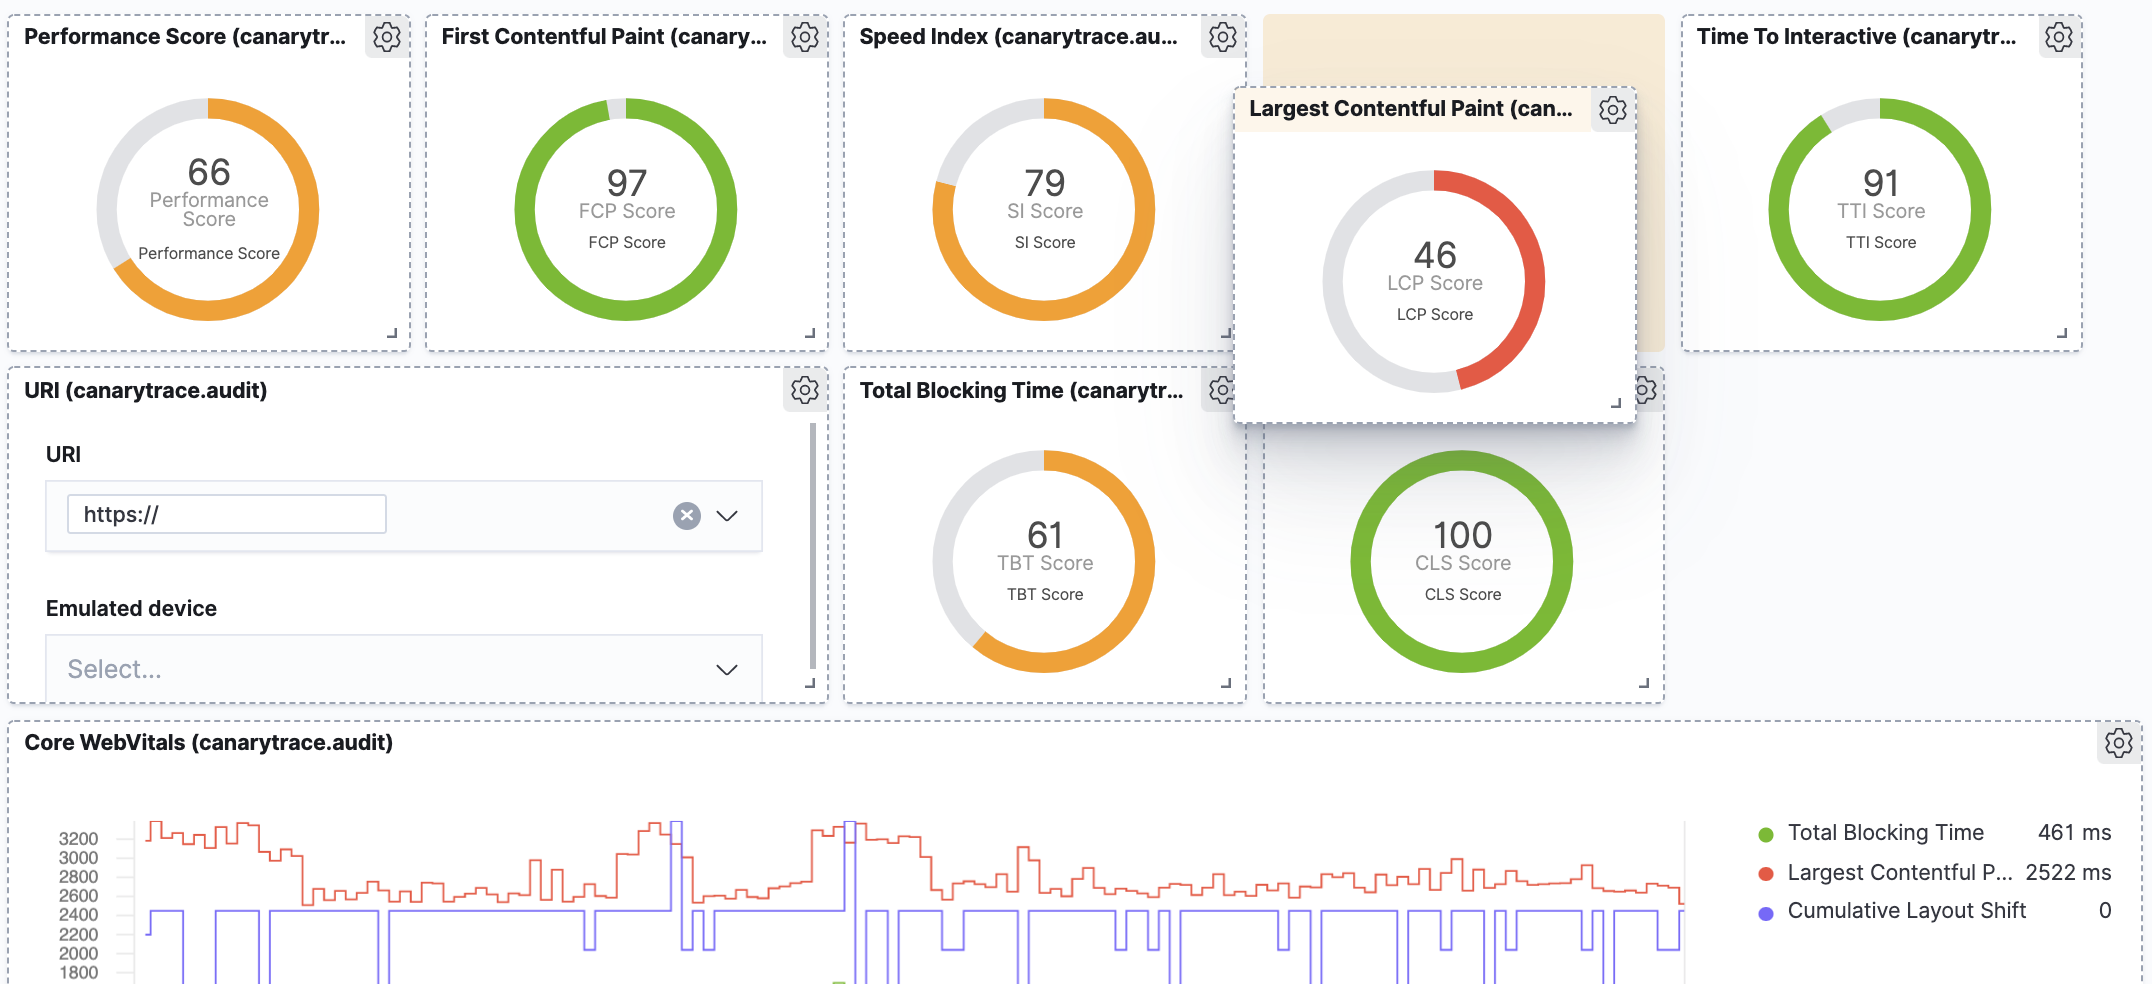 Performance Score (canarytr...
66
Performance
Score
Performance Score
First Contentful Paint (canary...
97
FCP Score
FCP Score
Speed Index (canarytrace.au...
79
SI Score
SI Score
Largest Contentful Paint (can...
46
LCP Score
LCP Score
Time To Interactive (canarytr...
91
TTI Score
TTI Score
URI (canarytrace.audit)
URI
https://
Emulated device
Select...
Total Blocking Time (canarytr...
61
TBT Score
TBT Score
100
CLS Score
CLS Score
Core WebVitals (canarytrace.audit)
3200
3000
2800
2600
2400
2200
2000
1800
Total Blocking Time 461 ms
Largest Contentful P... 2522 ms
Cumulative Layout Shift 0